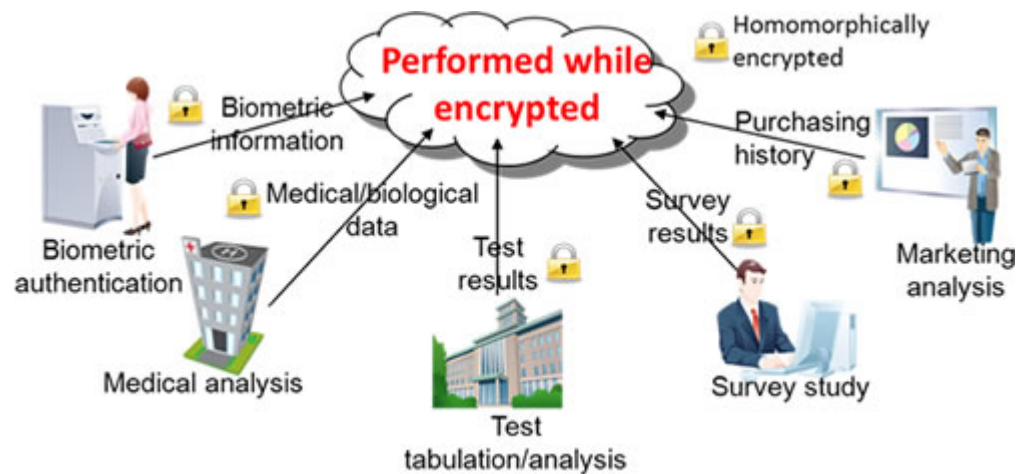 Performed while
encrypted
Homomorphically
encrypted
Biometric
information
Biometric
authentication
Medical/biological
data
Medical analysis
H
Test
results
Test
tabulation/analysis
Survey
results
Survey study
Purchasing
history
Marketing
analysis